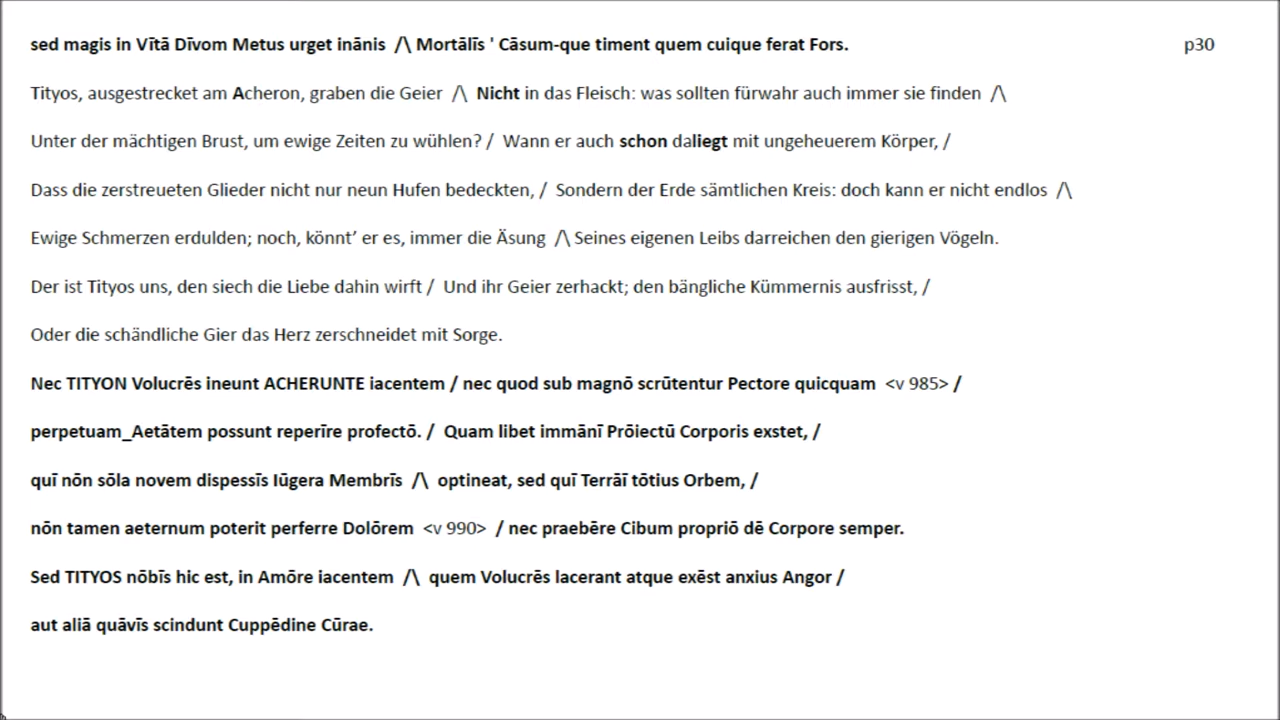 sed magis in Vītā Dīvom Metus urget inānis /\ Mortālīs ' Cāsum-que timent quem cuique ferat Fors. p30
Tityos, ausgestrecket am Acheron, graben die Geier /\ Nicht in das Fleisch: was sollten fürwahr auch immer sie finden /\
Unter der mächtigen Brust, um ewige Zeiten zu wühlen? / Wann er auch schon daliegt mit ungeheuerem Körper, /
Dass die zerstreueten Glieder nicht nur neun Hufen bedeckten, / Sondern der Erde sämtlichen Kreis: doch kann er nicht endlos /\
Ewige Schmerzen erdulden; noch, könnt’ er es, immer die Äsung /\ Seines eigenen Leibs darreichen den gierigen Vögeln.
Der ist Tityos uns, den siech die Liebe dahin wirft / Und ihr Geier zerhackt; den bängliche Kümmernis ausfrisst, /
Oder die schändliche Gier das Herz zerschneidet mit Sorge.
Nec TITYON Volucrēs ineunt ACHERUNTE iacentem / nec quod sub magnō scrūtentur Pectore quicquam <v 985> /
perpetuam_Aetātem possunt reperīre profectō. / Quam libet immānī Prōiectū Corporis exstet, /
quī nōn sōla novem dispessīs Iūgera Membrīs /\ optineat, sed quī Terrāī tōtius Orbem, /
nōn tamen aeternum poterit perferre Dolōrem <v 990> / nec praebēre Cibum propriō dē Corpore semper.
Sed TITYOS nōbīs hic est, in Amōre iacentem /\ quem Volucrēs lacerant atque exēst anxius Angor /
aut aliā quāvīs scindunt Cuppēdine Cūrae.